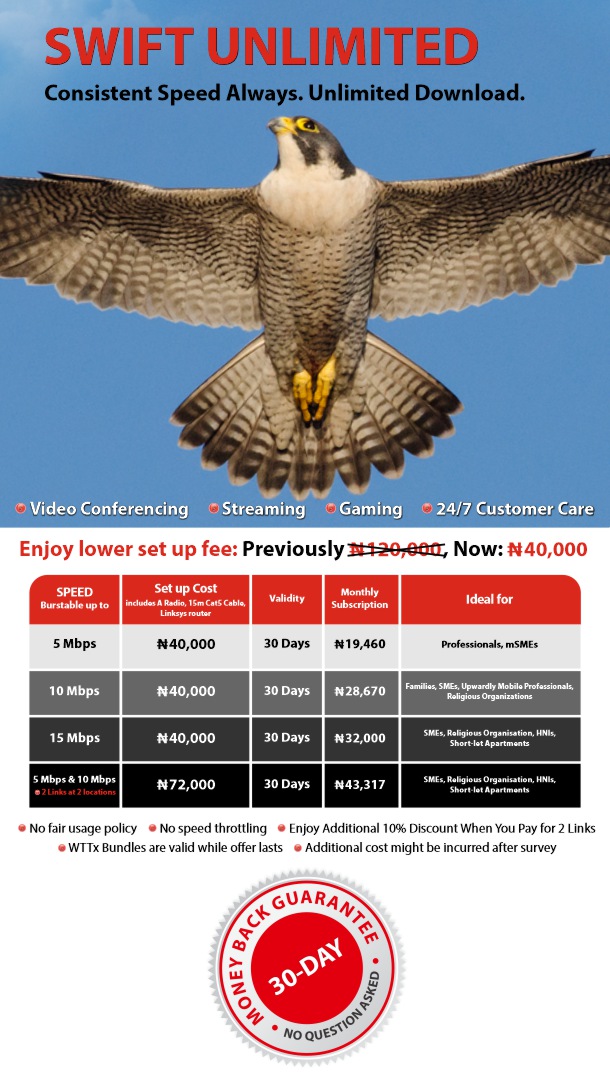 SWIFT UNLIMITED
Consistent Speed Always. Unlimited Download.
Video Conferencing Streaming Gaming 24/7 Customer Care
Enjoy lower set up fee: Previously ₦120,000, Now: ₦40,000
SPEED
Burstable up to
Set up Cost
includes A Radio, 15m Cat5 Cable,
Linksys router
Validity
Monthly
Subscription
Ideal for
5 Mbps ₦40,000 30 Days ₦19,460 Professionals, mSMEs
10 Mbps ₦40,000 30 Days ₦28,670 Families, SMEs, Upwardly Mobile Professionals,
Religious Organizations
15 Mbps ₦40,000 30 Days ₦32,000 SMEs, Religious Organisation, HNIs,
Short-let Apartments
5 Mbps & 10 Mbps
2 Links at 2 locations
₦72,000 30 Days ₦43,317 SMEs, Religious Organisation, HNIs,
Short-let Apartments
No fair usage policy No speed throttling Enjoy Additional 10% Discount When You Pay for 2 Links
WTTx Bundles are valid while offer lasts Additional cost might be incurred after survey
MONEY BACK GUARANTEE
30-DAY
NO QUESTION ASKED